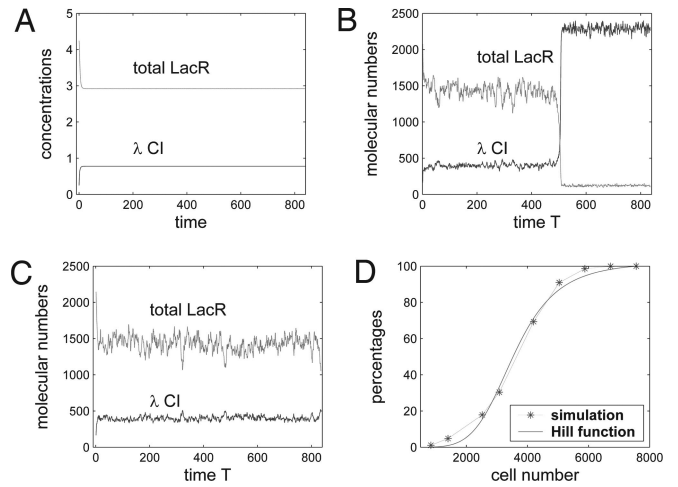 A
5
4
3
2
1
0
0 200 400 600 800
concentrations
time
total LacR
λ CI
B
2500
2000
1500
1000
500
0
0 200 400 600 800
molecular numbers
time T
total LacR
λ CI
C
2500
2000
1500
1000
500
0
0 200 400 600 800
molecular numbers
time T
total LacR
λ CI
D
100
80
60
40
20
0
2000 4000 6000 8000
percentages
cell number
simulation
Hill function